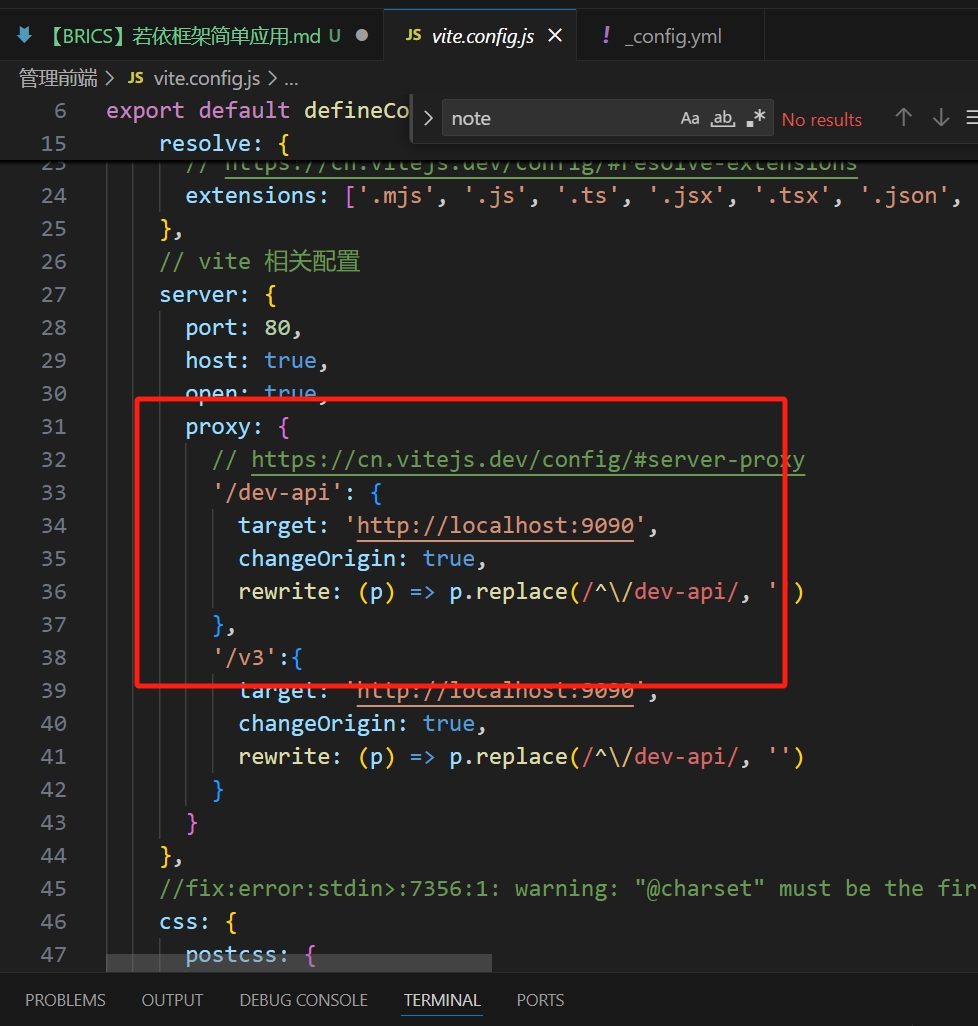 【BRICS】若依框架简单应用.md U ●
JS vite.config.js ×
! _config.yml
管理前端 > JS vite.config.js > ...
6 export default defineCo
> note Aa ab .* No results
15 resolve: {
23 // https://cn.vitejs.dev/config/#resolve-extensions
24 extensions: ['.mjs', '.js', '.ts', '.jsx', '.tsx', '.json',
25 },
26 // vite 相关配置
27 server: {
28 port: 80,
29 host: true,
30 open: true,
31 proxy: {
32 // https://cn.vitejs.dev/config/#server-proxy
33 '/dev-api': {
34 target: 'http://localhost:9090',
35 changeOrigin: true,
36 rewrite: (p) => p.replace(/^\/dev-api/, '')
37 },
38 '/v3':{
39 target: 'http://localhost:9090',
40 changeOrigin: true,
41 rewrite: (p) => p.replace(/^\/dev-api/, '')
42 }
43 }
44 },
45 //fix:error:stdin>:7356:1: warning: "@charset" must be the fir
46 css: {
47 postcss: {
PROBLEMS OUTPUT DEBUG CONSOLE TERMINAL PORTS